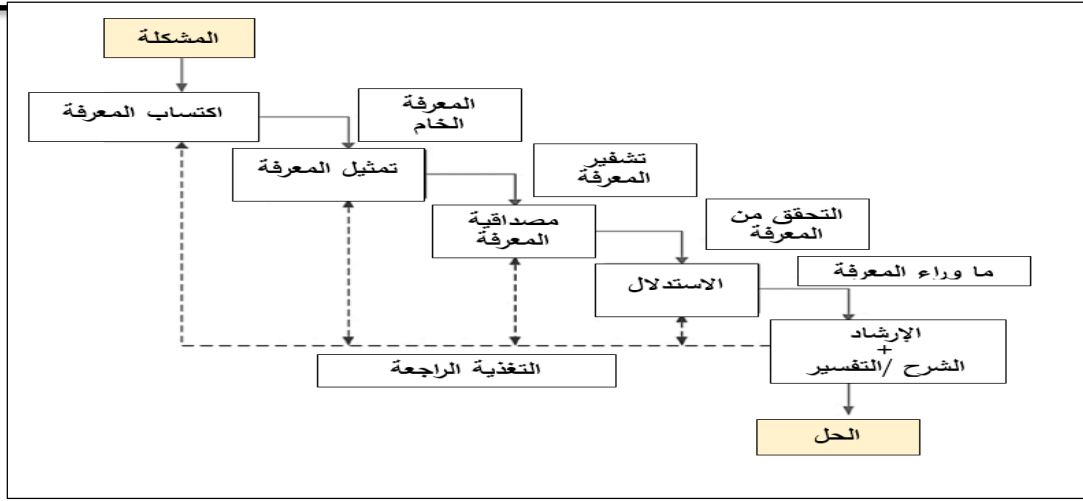 المشكلة
اكتساب المعرفة
المعرفة
الخام
تمثيل المعرفة
تشفير
المعرفة
مصداقية
المعرفة
التحقق من
المعرفة
الاستدلال
ما وراء المعرفة
الإرشاد
+
الشرح /التفسير
التغذية الراجعة
الحل